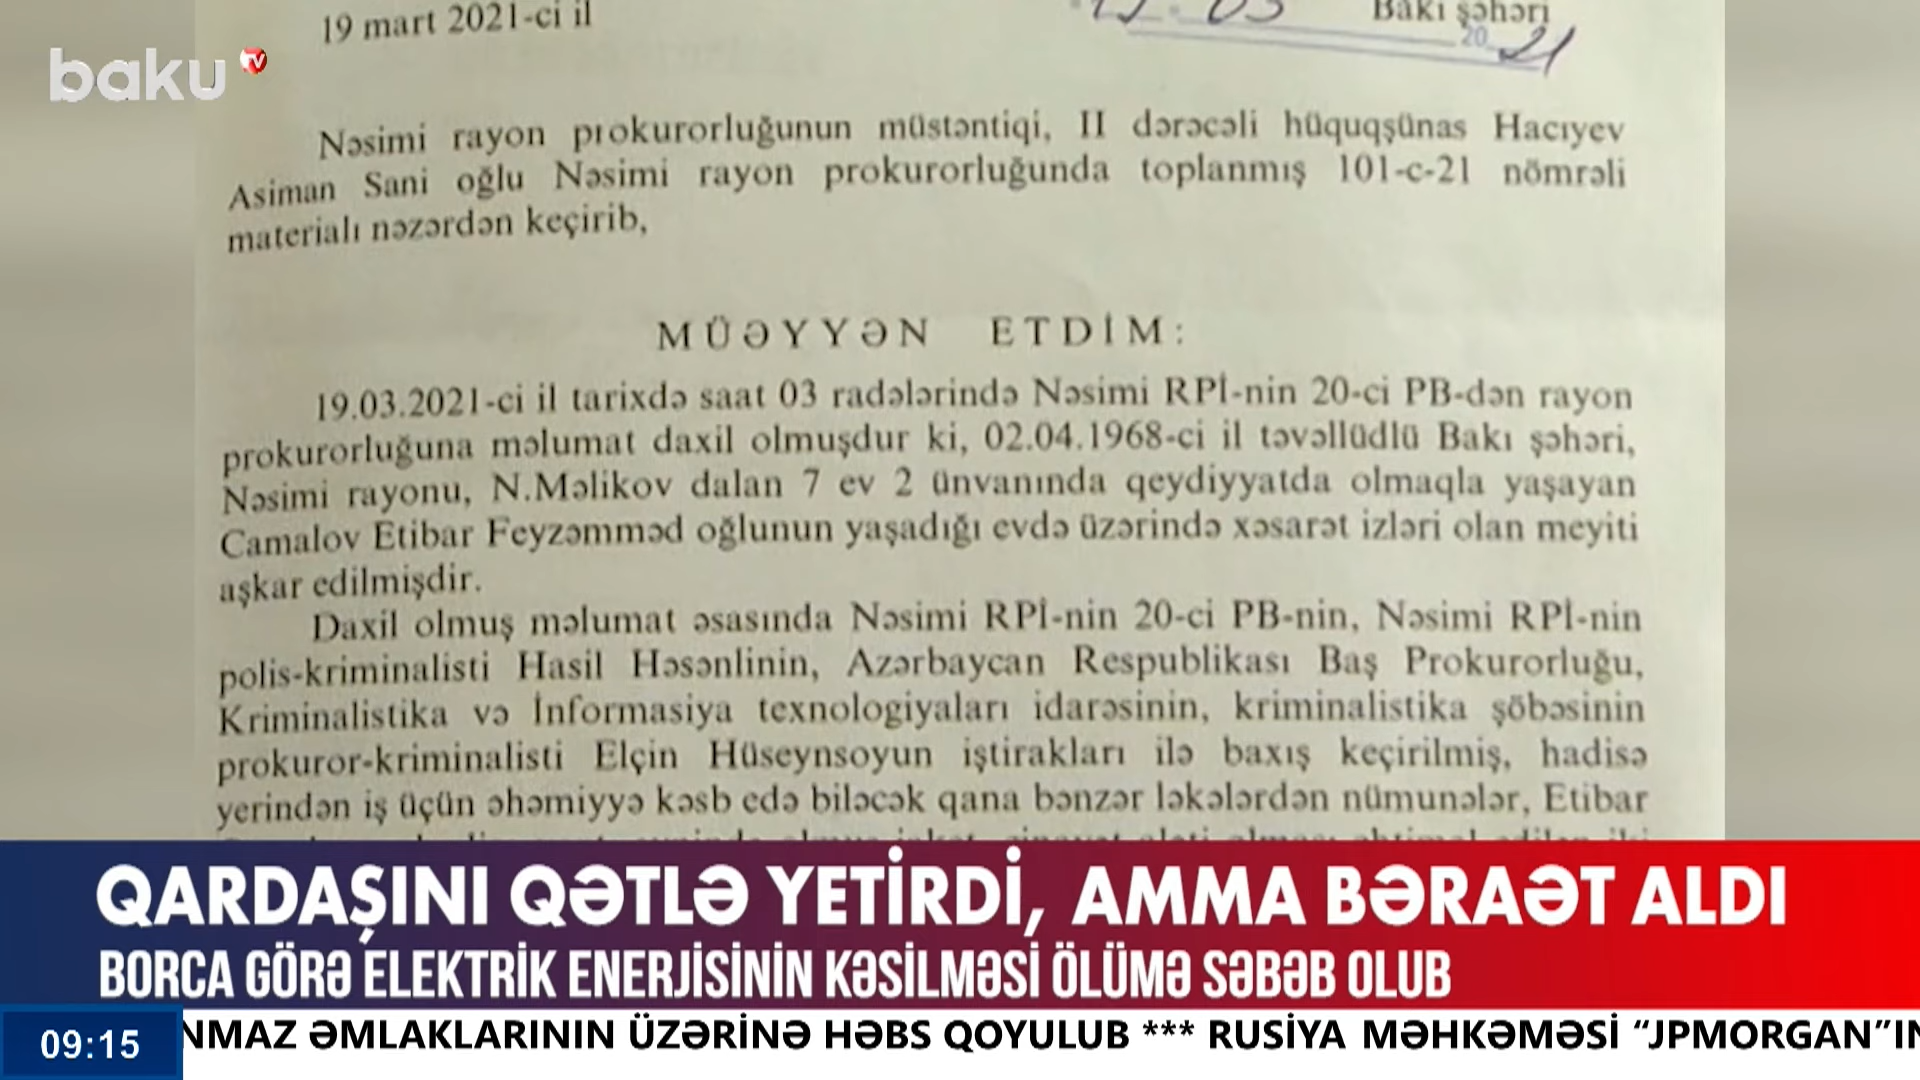 19 mart 2021-ci il
Bakı şəhəri
20 21
baku TV
Nəsimi rayon prokurorluğunun müstəntiqi, II dərəcəli hüquqşünas Hacıyev
Asiman Sani oğlu Nəsimi rayon prokurorluğunda toplanmış 101-c-21 nömrəli
materialı nəzərdən keçirib,
MÜƏYYƏN ETDİM:
19.03.2021-ci il tarixdə saat 03 radələrində Nəsimi RPİ-nin 20-ci PB-dən rayon
prokurorluğuna məlumat daxil olmuşdur ki, 02.04.1968-ci il təvəllüdlü Bakı şəhəri,
Nəsimi rayonu, N.Məlikov dalan 7 ev 2 ünvanında qeydiyyatda olmaqla yaşayan
Camalov Etibar Feyzəmməd oğlunun yaşadığı evdə üzərində xəsarət izləri olan meyiti
aşkar edilmişdir.
Daxil olmuş məlumat əsasında Nəsimi RPİ-nin 20-ci PB-nin, Nəsimi RPİ-nin
polis-kriminalisti Hasil Həsənlinin, Azərbaycan Respublikası Baş Prokurorluğu,
Kriminalistika və İnformasiya texnologiyaları idarəsinin, kriminalistika şöbəsinin
prokuror-kriminalisti Elçin Hüseynsoyun iştirakları ilə baxış keçirilmiş, hadisə
yerindən iş üçün əhəmiyyə kəsb edə biləcək qana bənzər ləkələrdən nümunələr, Etibar
QARDAŞINI QƏTLƏ YETİRDİ, AMMA BƏRAƏT ALDI
BORCA GÖRƏ ELEKTRİK ENERJİSİNİN KƏSİLMƏSİ ÖLÜMƏ SƏBƏB OLUB
09:15 NMAZ ƏMLAKLARININ ÜZƏRİNƏ HƏBS QOYULUB *** RUSİYA MƏHKƏMƏSİ “JPMORGAN”IN